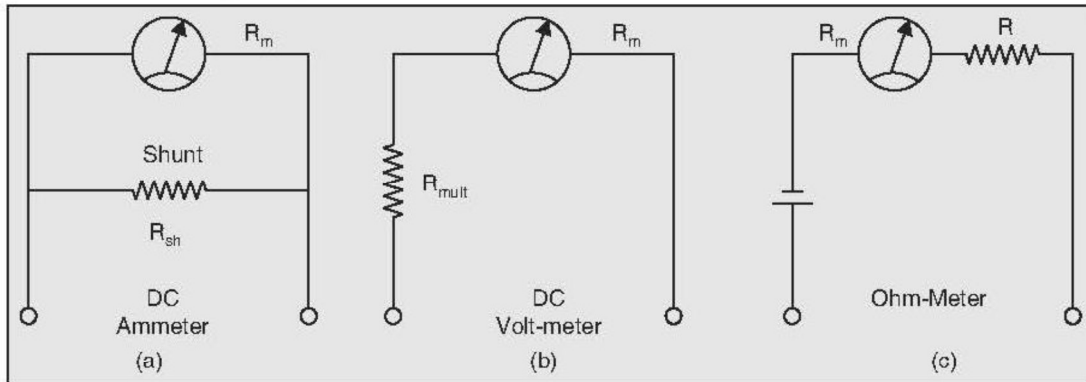 R_m
Shunt
R_sh
DC
Ammeter
(a)
R_m
R_mult
DC
Volt-meter
(b)
R_m
R
Ohm-Meter
(c)